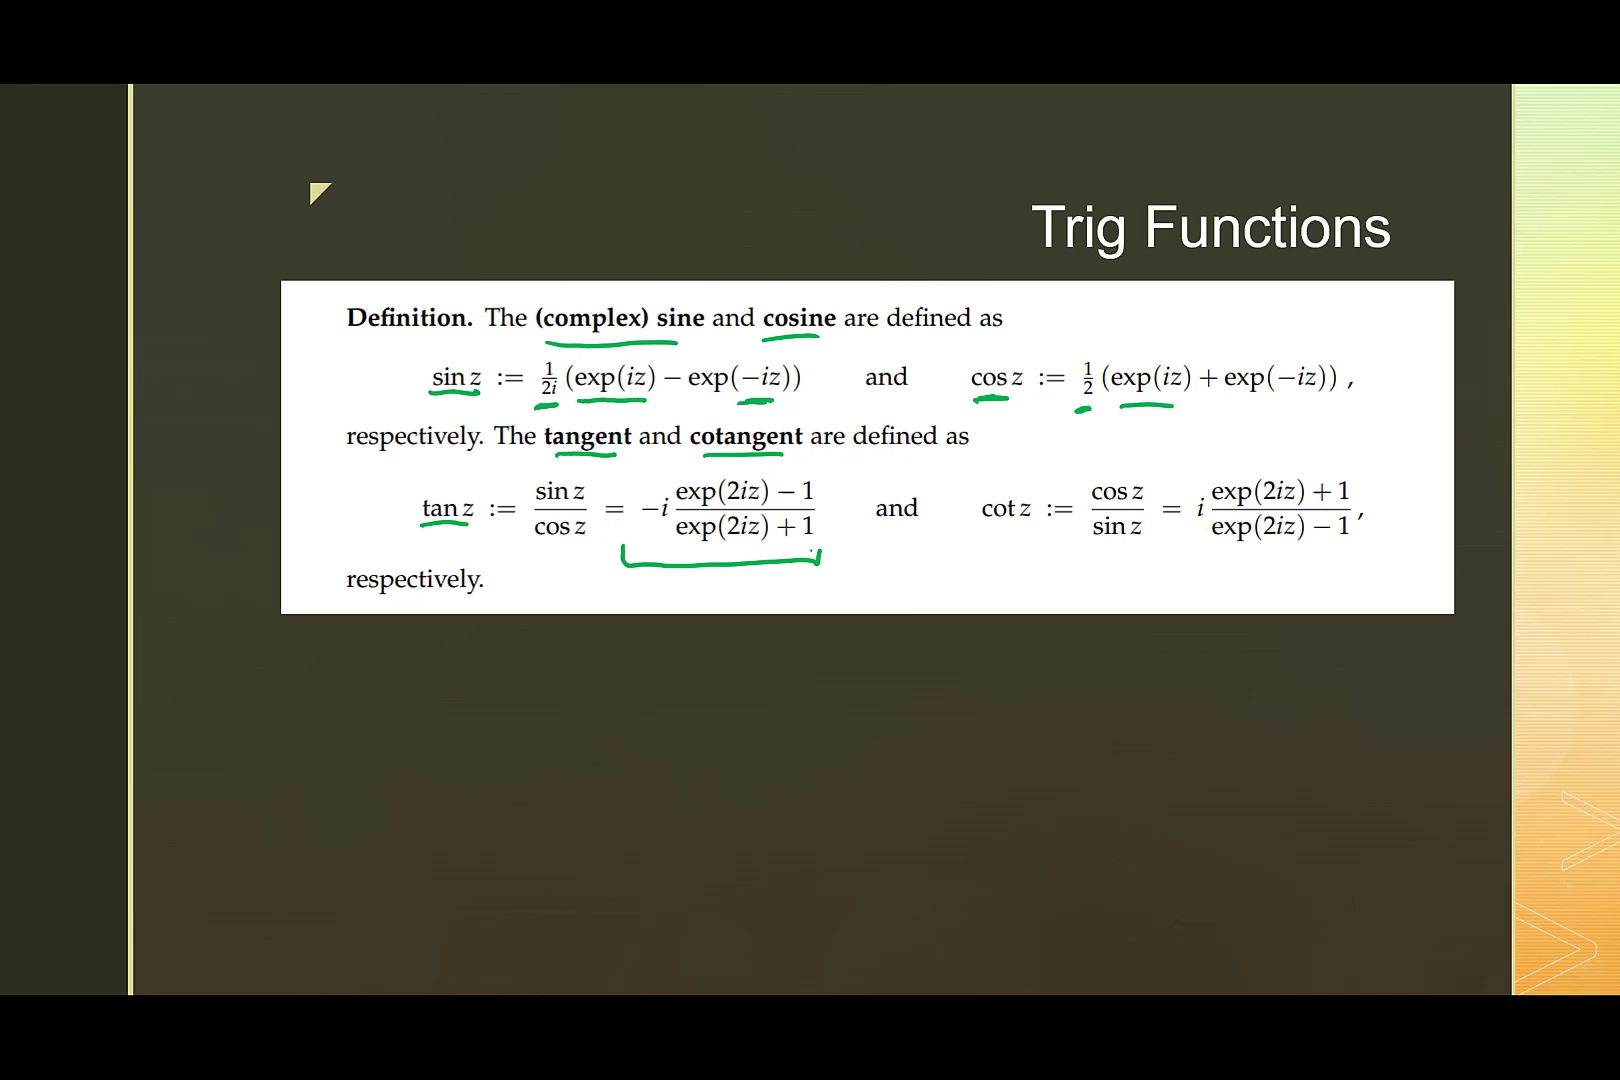 Trig Functions
Definition. The (complex) sine and cosine are defined as
sin z := 1/2i (exp(iz) − exp(−iz)) and cos z := 1/2 (exp(iz) + exp(−iz)) ,
respectively. The tangent and cotangent are defined as
tan z := sin z / cos z = −i exp(2iz) − 1 / exp(2iz) + 1 and cot z := cos z / sin z = i exp(2iz) + 1 / exp(2iz) − 1 ,
respectively.